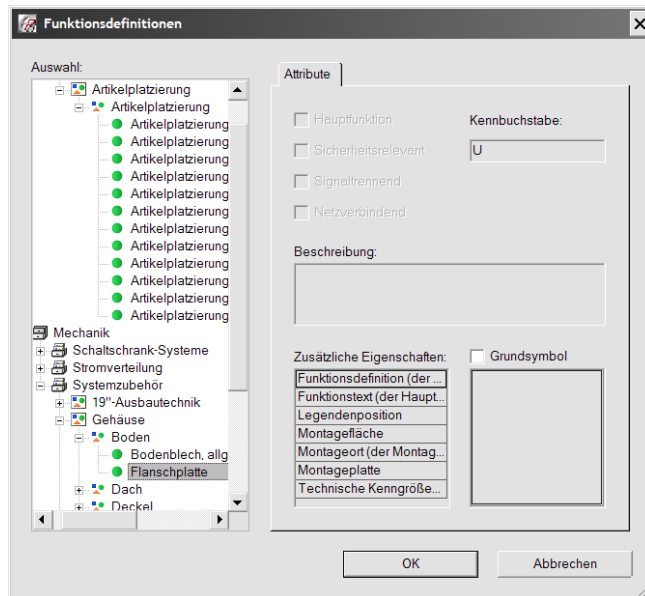 Funktionsdefinitionen
Auswahl:
Artikelplatzierung
Artikelplatzierung
Artikelplatzierung
Artikelplatzierung
Artikelplatzierung
Artikelplatzierung
Artikelplatzierung
Artikelplatzierung
Artikelplatzierung
Artikelplatzierung
Artikelplatzierung
Artikelplatzierung
Artikelplatzierung
Artikelplatzierung
Mechanik
Schaltschrank-Systeme
Stromverteilung
Systemzubehör
19"-Ausbautechnik
Gehäuse
Boden
Bodenblech, allg
Flanschplatte
Dach
Deckel
Attribute
Hauptfunktion
Kennbuchstabe:
Sicherheitsrelevant
U
Signaltrennend
Netzverbindend
Beschreibung:
Zusätzliche Eigenschaften:
Grundsymbol
Funktionsdefinition (der ...
Funktionstext (der Haupt...
Legendenposition
Montagefläche
Montageort (der Montag...
Montageplatte
Technische Kenngröße...
OK
Abbrechen